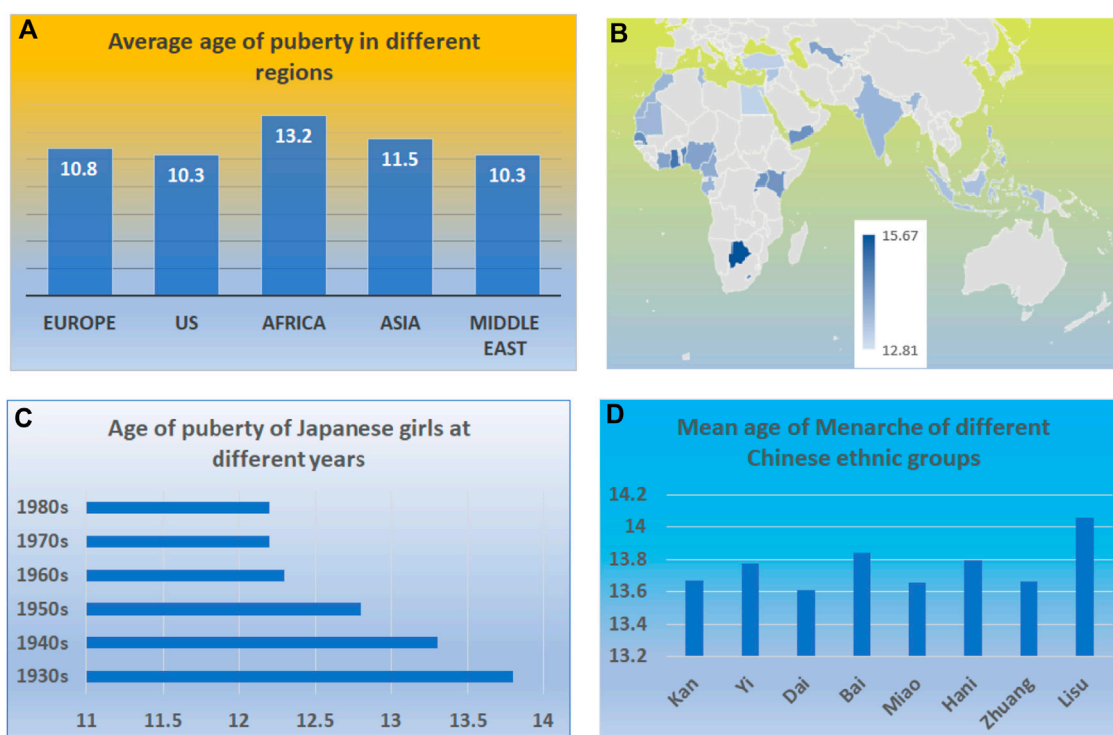 A
Average age of puberty in different
regions
10.8
10.3
13.2
11.5
10.3
EUROPE
US
AFRICA
ASIA
MIDDLE
EAST
B
15.67
12.81
C
Age of puberty of Japanese girls at
different years
1980s
1970s
1960s
1950s
1940s
1930s
11
11.5
12
12.5
13
13.5
14
D
Mean age of Menarche of different
Chinese ethnic groups
14.2
14
13.8
13.6
13.4
13.2
Kan
Yi
Dai
Bai
Miao
Hani
Zhuang
Lisu